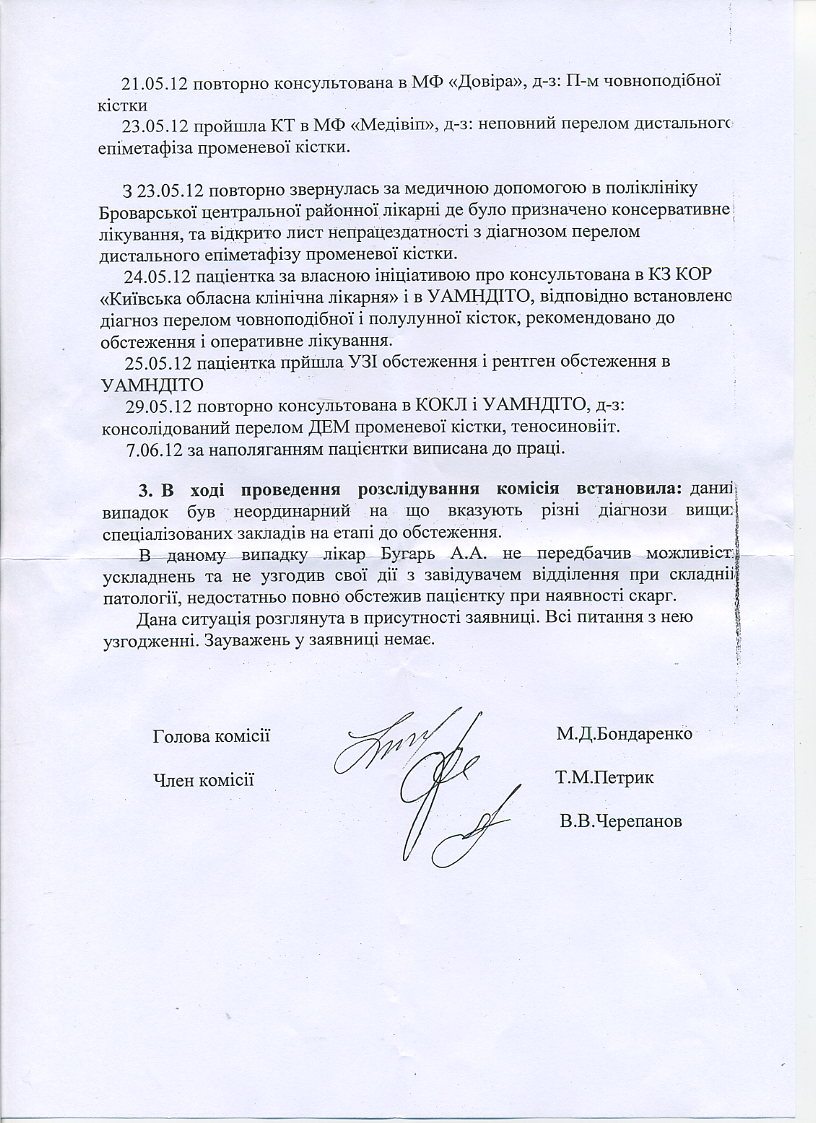 21.05.12 повторно консультована в МФ «Довіра», д-з: П-м човноподібної
кістки
23.05.12 пройшла КТ в МФ «Медівіп», д-з: неповний перелом дистального
епіметафіза променевої кістки.
З 23.05.12 повторно звернулась за медичною допомогою в поліклініку
Броварської центральної районної лікарні де було призначено консервативне
лікування, та відкрито лист непрацездатності з діагнозом перелом
дистального епіметафізу променевої кістки.
24.05.12 пацієнтка за власною ініціативою про консультована в КЗ КОР
«Київська обласна клінічна лікарня» і в УАМНДІТО, відповідно встановлено
діагноз перелом човноподібної і полулунної кісток, рекомендовано до
обстеження і оперативне лікування.
25.05.12 пацієнтка прйшла УЗІ обстеження і рентген обстеження в
УАМНДІТО
29.05.12 повторно консультована в КОКЛ і УАМНДІТО, д-з:
консолідований перелом ДЕМ променевої кістки, теносиновііт.
7.06.12 за наполяганням пацієнтки виписана до праці.
3. В ході проведення розслідування комісія встановила: даний
випадок був неординарний на що вказують різні діагнози вищих
спеціалізованих закладів на етапі до обстеження.
В даному випадку лікар Бугарь А.А. не передбачив можливість
ускладнень та не узгодив свої дії з завідувачем відділення при складній
патології, недостатньо повно обстежив пацієнтку при наявності скарг.
Дана ситуація розглянута в присутності заявниці. Всі питання з нею
узгодженні. Зауважень у заявниці немає.
Голова комісії М.Д.Бондаренко
Член комісії Т.М.Петрик
В.В.Черепанов